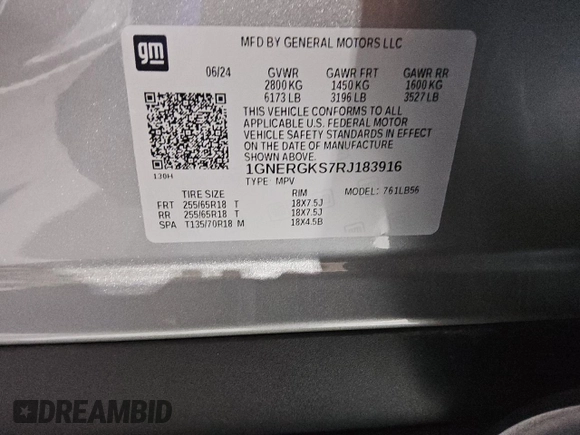 gm
MFD BY GENERAL MOTORS LLC
06/24 GVWR GAWR FRT GAWR RR
2800 KG 1450 KG 1600 KG
6173 LB 3196 LB 3527 LB
THIS VEHICLE CONFORMS TO ALL
APPLICABLE U.S. FEDERAL MOTOR
VEHICLE SAFETY STANDARDS IN EFFECT
ON THE DATE OF MANUFACTURE
SHOWN ABOVE.
1GNERGKS7RJ183916
TYPE: MPV MODEL: 761LB56
TIRE SIZE RIM
FRT 255/65R18 T 18X7.5J
RR 255/65R18 T 18X7.5J
SPA T135/70R18 M 18X4.5B
DREAMBID